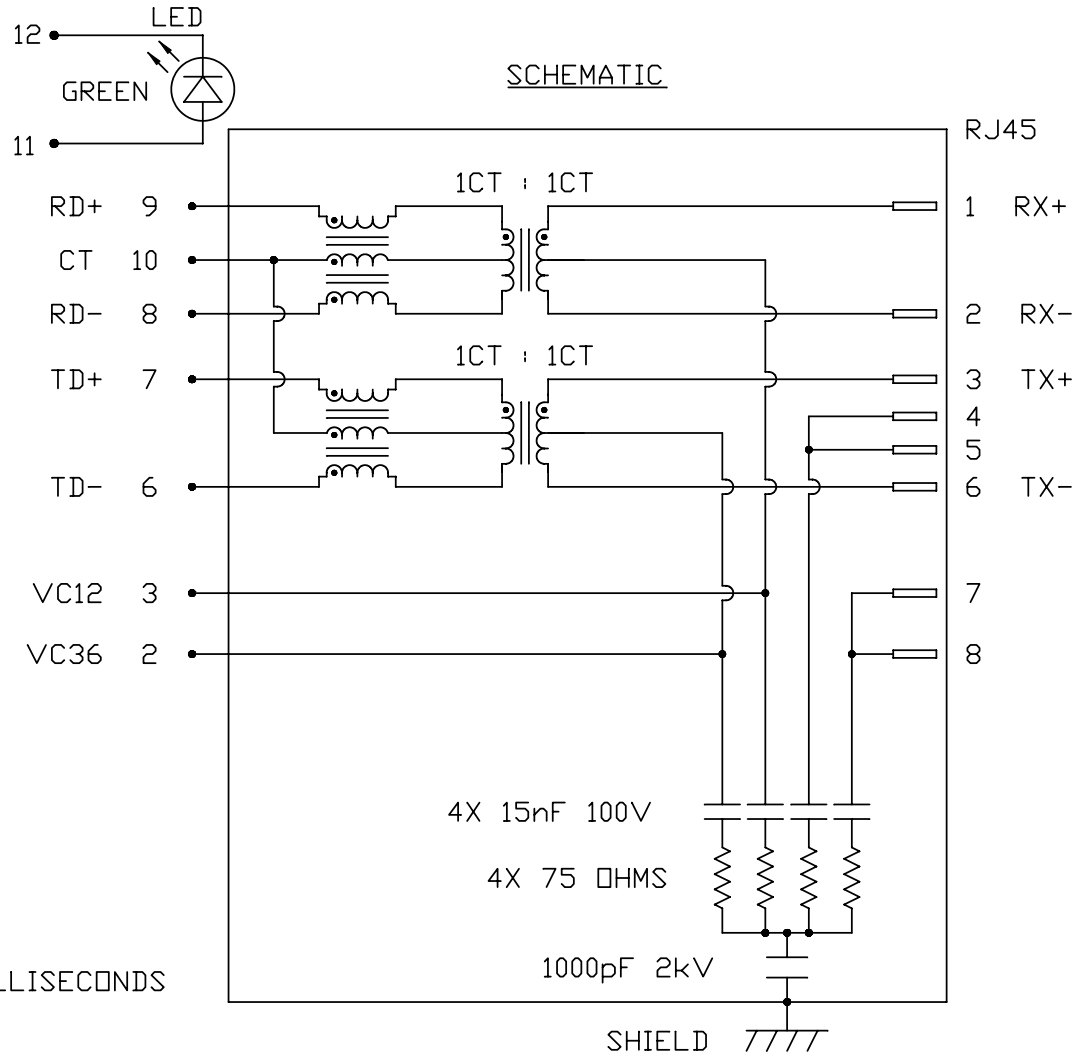 LED
12
SCHEMATIC
GREEN
RJ45
11
1CT : 1CT
RD+ 9 1 RX+
CT 10
RD- 8 2 RX-
1CT : 1CT
TD+ 7 3 TX+
4
5
TD- 6 6 TX-
VC12 3 7
VC36 2 8
4X 15nF 100V
4X 75 OHMS
1000pF 2kV
LLISECONDS
SHIELD